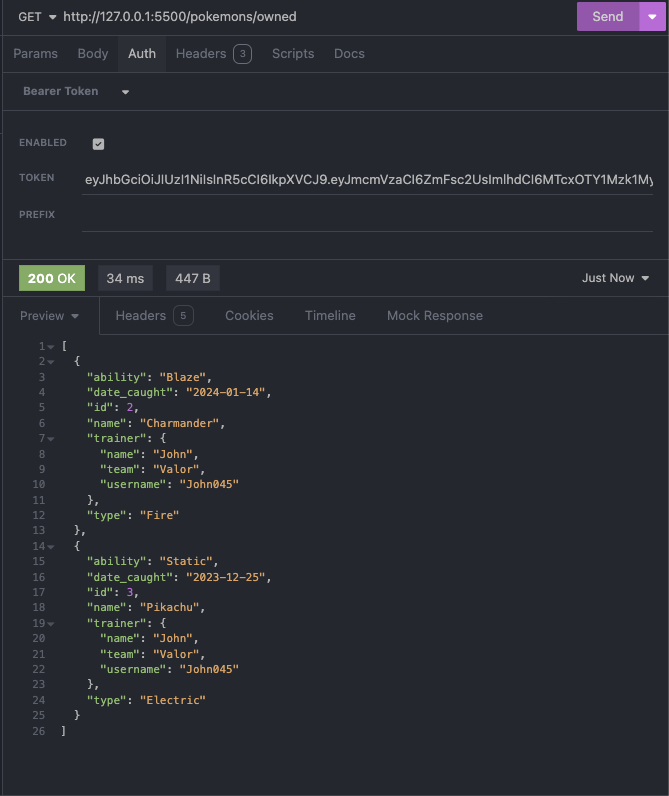 GET http://127.0.0.1:5500/pokemons/owned Send
Params Body Auth Headers 3 Scripts Docs
Bearer Token
ENABLED
TOKEN eyJhbGciOiJIUzI1NiIsInR5cCI6IkpXVCJ9.eyJmcmVzaCI6ZmFsc2UsImlhdCI6MTcxOTY1Mzk1My
PREFIX
200 OK 34 ms 447 B Just Now
Preview Headers 5 Cookies Timeline Mock Response
1 [
2 {
3 "ability": "Blaze",
4 "date_caught": "2024-01-14",
5 "id": 2,
6 "name": "Charmander",
7 "trainer": {
8 "name": "John",
9 "team": "Valor",
10 "username": "John045"
11 },
12 "type": "Fire"
13 },
14 {
15 "ability": "Static",
16 "date_caught": "2023-12-25",
17 "id": 3,
18 "name": "Pikachu",
19 "trainer": {
20 "name": "John",
21 "team": "Valor",
22 "username": "John045"
23 },
24 "type": "Electric"
25 }
26 ]